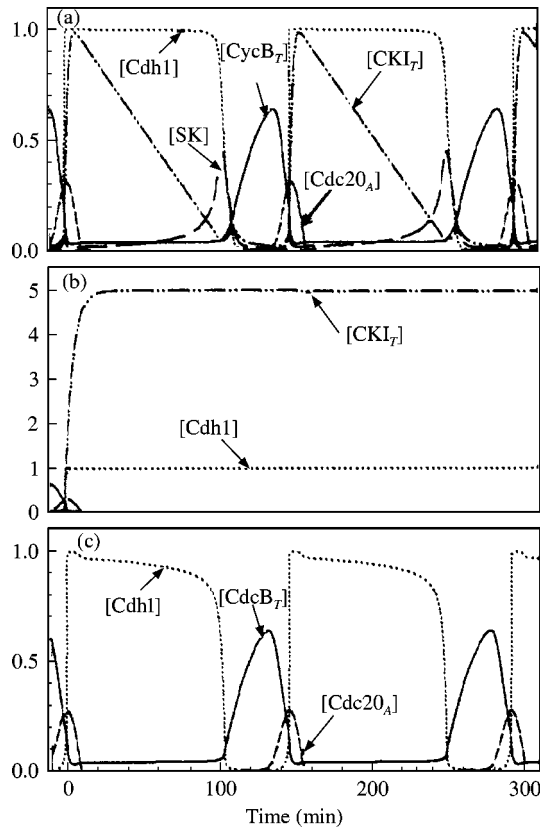 (a)
1.0
[Cdh1]
[CycB_T]
[CKI_T]
[SK]
0.5
[Cdc20_A]
0.0
(b)
5
[CKI_T]
4
3
2
[Cdh1]
1
0
(c)
1.0
[Cdhl]
[CdcB_T]
0.5
[Cdc20_A]
0.0
0 100 200 300
Time (min)